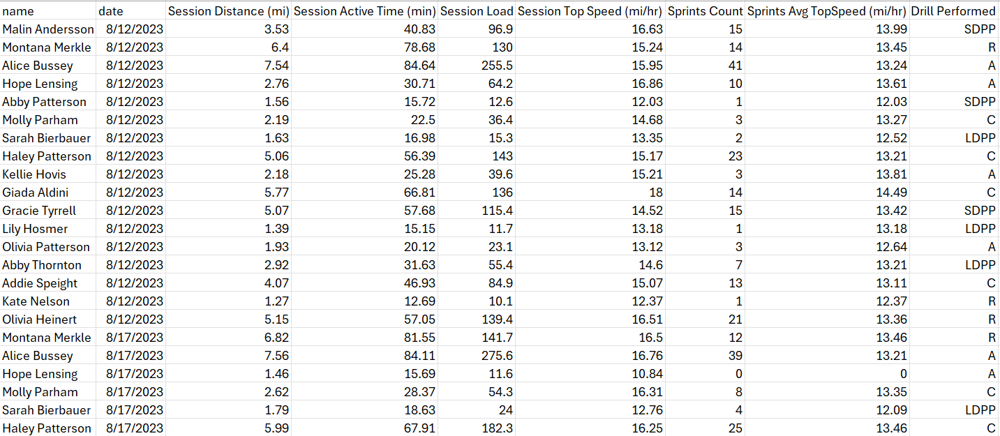 name date Session Distance (mi) Session Active Time (min) Session Load Session Top Speed (mi/hr) Sprints Count Sprints Avg TopSpeed (mi/hr) Drill Performed
Malin Andersson 8/12/2023 3.53 40.83 96.9 16.63 15 13.99 SDPP
Montana Merkle 8/12/2023 6.4 78.68 130 15.24 14 13.45 R
Alice Bussey 8/12/2023 7.54 84.64 255.5 15.95 41 13.24 A
Hope Lensing 8/12/2023 2.76 30.71 64.2 16.86 10 13.61 A
Abby Patterson 8/12/2023 1.56 15.72 12.6 12.03 1 12.03 SDPP
Molly Parham 8/12/2023 2.19 22.5 36.4 14.68 3 13.27 C
Sarah Bierbauer 8/12/2023 1.63 16.98 15.3 13.35 2 12.52 LDPP
Haley Patterson 8/12/2023 5.06 56.39 143 15.17 23 13.21 C
Kellie Hovis 8/12/2023 2.18 25.28 39.6 15.21 3 13.81 A
Giada Aldini 8/12/2023 5.77 66.81 136 18 14 14.49 C
Gracie Tyrrell 8/12/2023 5.07 57.68 115.4 14.52 15 13.42 SDPP
Lily Hosmer 8/12/2023 1.39 15.15 11.7 13.18 1 13.18 LDPP
Olivia Patterson 8/12/2023 1.93 20.12 23.1 13.12 3 12.64 A
Abby Thornton 8/12/2023 2.92 31.63 55.4 14.6 7 13.21 LDPP
Addie Speight 8/12/2023 4.07 46.93 84.9 15.07 13 13.11 C
Kate Nelson 8/12/2023 1.27 12.69 10.1 12.37 1 12.37 R
Olivia Heinert 8/12/2023 5.15 57.05 139.4 16.51 21 13.36 R
Montana Merkle 8/17/2023 6.82 81.55 141.7 16.5 12 13.46 R
Alice Bussey 8/17/2023 7.56 84.11 275.6 16.76 39 13.21 A
Hope Lensing 8/17/2023 1.46 15.69 11.6 10.84 0 0 A
Molly Parham 8/17/2023 2.62 28.37 54.3 16.31 8 13.35 C
Sarah Bierbauer 8/17/2023 1.79 18.63 24 12.76 4 12.09 LDPP
Haley Patterson 8/17/2023 5.99 67.91 182.3 16.25 25 13.46 C